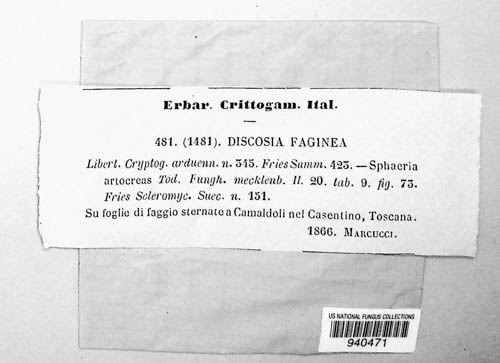 Erbar. Crittogam. Ital.
481. (1481). DISCOSIA FAGINEA
Libert. Cryptog. arduenn. n. 345. Fries Summ. 423. — Sphaeria
artocreas Tod. Fungh. mecklenb. II. 20. tab. 9. fig. 73.
Fries Scleromyc. Suec. n. 151.
Su foglie di faggio sternate a Camaldoli nel Casentino, Toscana.
1866. MARCUCCI.
US NATIONAL FUNGUS COLLECTIONS
940471